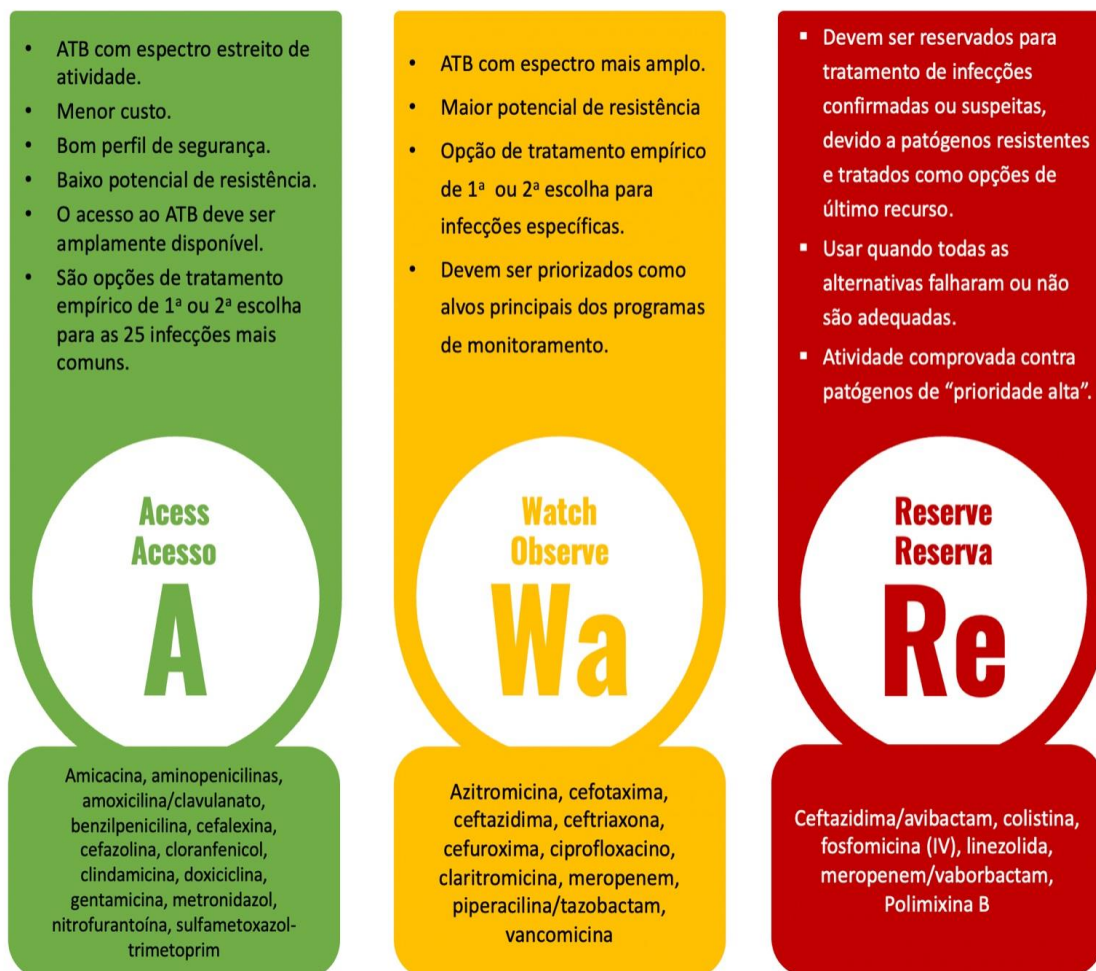 • ATB com espectro estreito de
atividade.
• Menor custo.
• Bom perfil de segurança.
• Baixo potencial de resistência.
• O acesso ao ATB deve ser
amplamente disponível.
• São opções de tratamento
empírico de 1ª ou 2ª escolha
para as 25 infecções mais
comuns.
Acess
Acesso
A
Amicacina, aminopenicilinas,
amoxicilina/clavulanato,
benzilpenicilina, cefalexina,
cefazolina, cloranfenicol,
clindamicina, doxiciclina,
gentamicina, metronidazol,
nitrofurantoína, sulfametoxazol-
trimetoprim
• ATB com espectro mais amplo.
• Maior potencial de resistência
• Opção de tratamento empírico
de 1ª ou 2ª escolha para
infecções específicas.
• Devem ser priorizados como
alvos principais dos programas
de monitoramento.
Watch
Observe
Wa
Azitromicina, cefotaxima,
ceftazidima, ceftriaxona,
cefuroxima, ciprofloxacino,
claritromicina, meropenem,
piperacilina/tazobactam,
vancomicina
▪ Devem ser reservados para
tratamento de infecções
confirmadas ou suspeitas,
devido a patógenos resistentes
e tratados como opções de
último recurso.
▪ Usar quando todas as
alternativas falharam ou não
são adequadas.
▪ Atividade comprovada contra
patógenos de “prioridade alta”.
Reserve
Reserva
Re
Ceftazidima/avibactam, colistina,
fosfomicina (IV), linezolida,
meropenem/vaborbactam,
Polimixina B